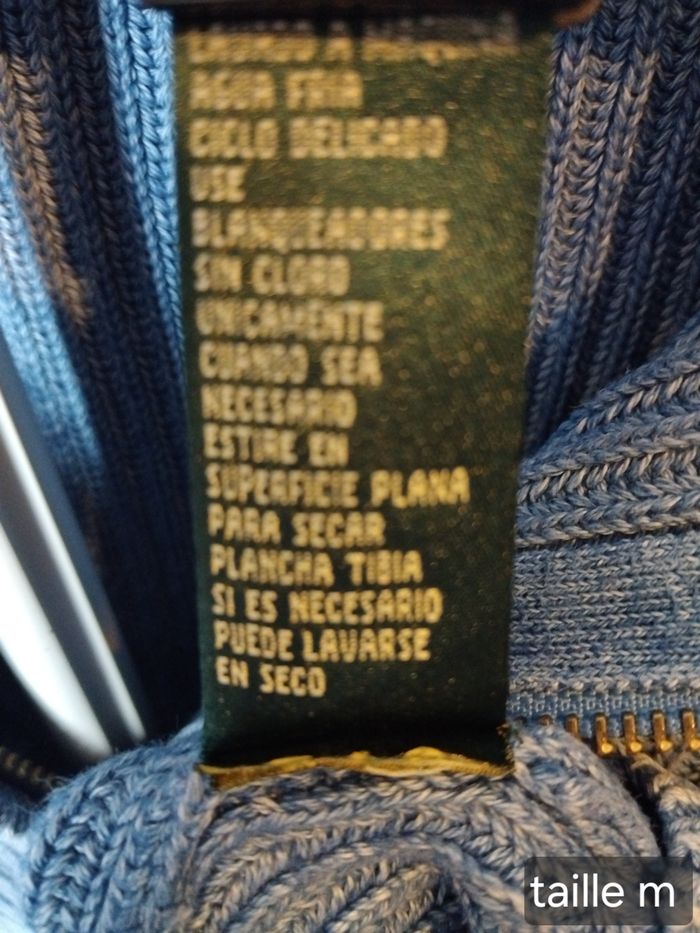 AGUA FRIA
CICLO DELICADO
USE
BLANQUEADORES
SIN CLORO
UNICAMENTE
CUANDO SEA
NECESARIO
ESTIRE EN
SUPERFICIE PLANA
PARA SECAR
PLANCHA TIBIA
SI ES NECESARIO
PUEDE LAVARSE
EN SECO
taille m